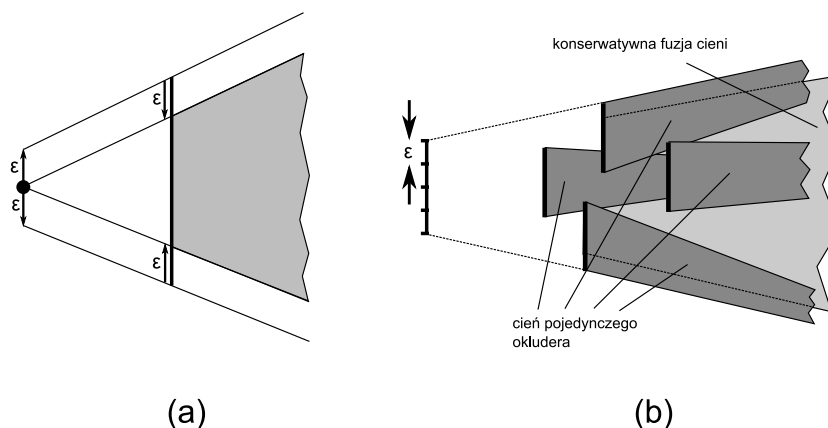 konserwatywna fuzja cieni
ε
ε
ε
ε
ε
cień pojedynczego
okludera
(a)
(b)